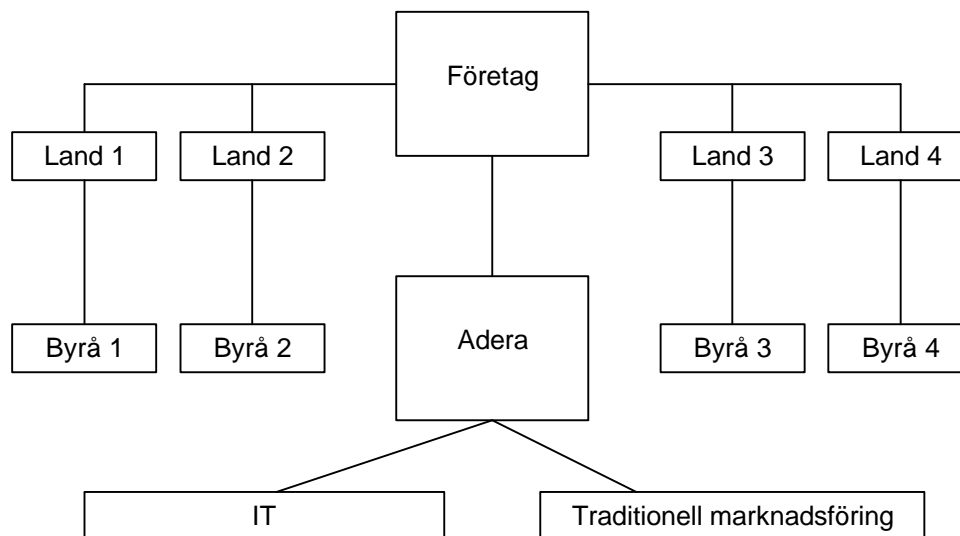 Företag
Land 1
Land 2
Land 3
Land 4
Byrå 1
Byrå 2
Adera
Byrå 3
Byrå 4
IT
Traditionell marknadsföring